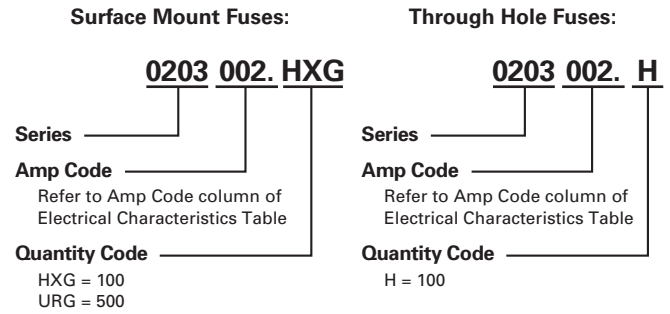 Surface Mount Fuses:
0203 002. HXG
Series
Amp Code
Refer to Amp Code column of
Electrical Characteristics Table
Quantity Code
HXG = 100
URG = 500
Through Hole Fuses:
0203 002. H
Series
Amp Code
Refer to Amp Code column of
Electrical Characteristics Table
Quantity Code
H = 100